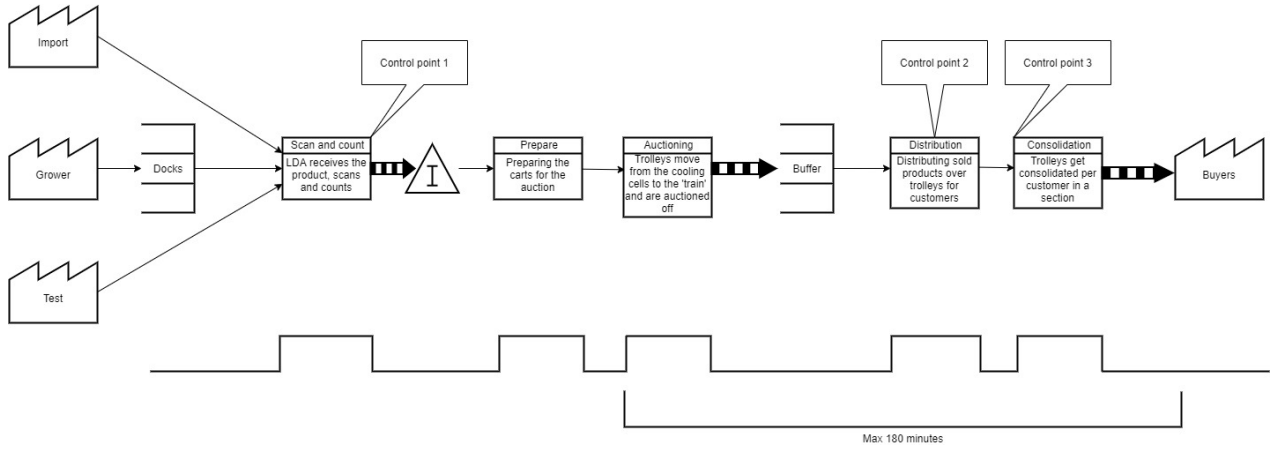 Import
Control point 1
Control point 2
Control point 3
Grower
Docks
Scan and count
LDA receives the
product, scans
and counts
I
Prepare
Preparing the
carts for the
auction
Auctioning
Trolleys move
from the cooling
cells to the 'train'
and are auctioned
off
Buffer
Distribution
Distributing sold
products over
trolleys for
customers
Consolidation
Trolleys get
consolidated per
customer in a
section
Buyers
Test
Max 180 minutes